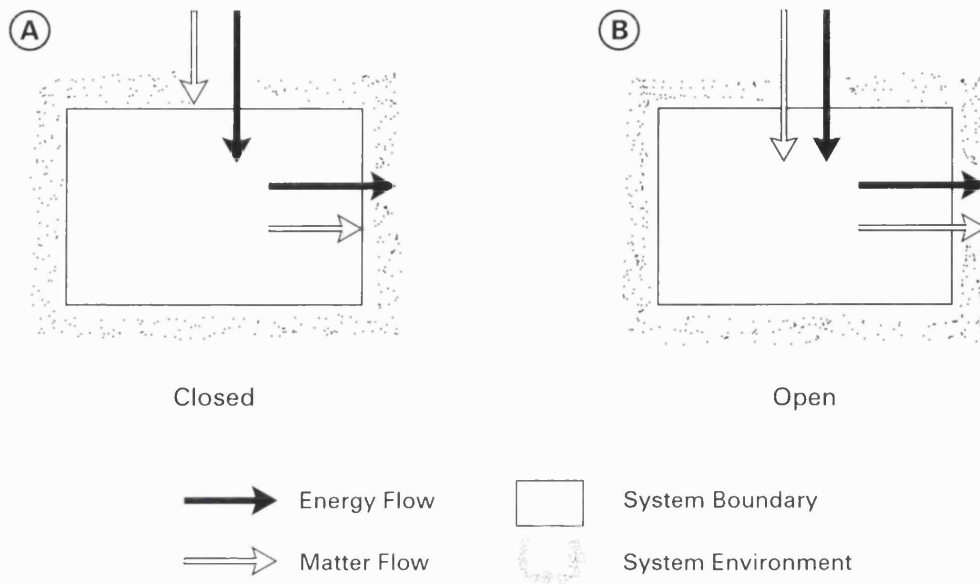 A
B
Closed
Open
Energy Flow
System Boundary
Matter Flow
System Environment